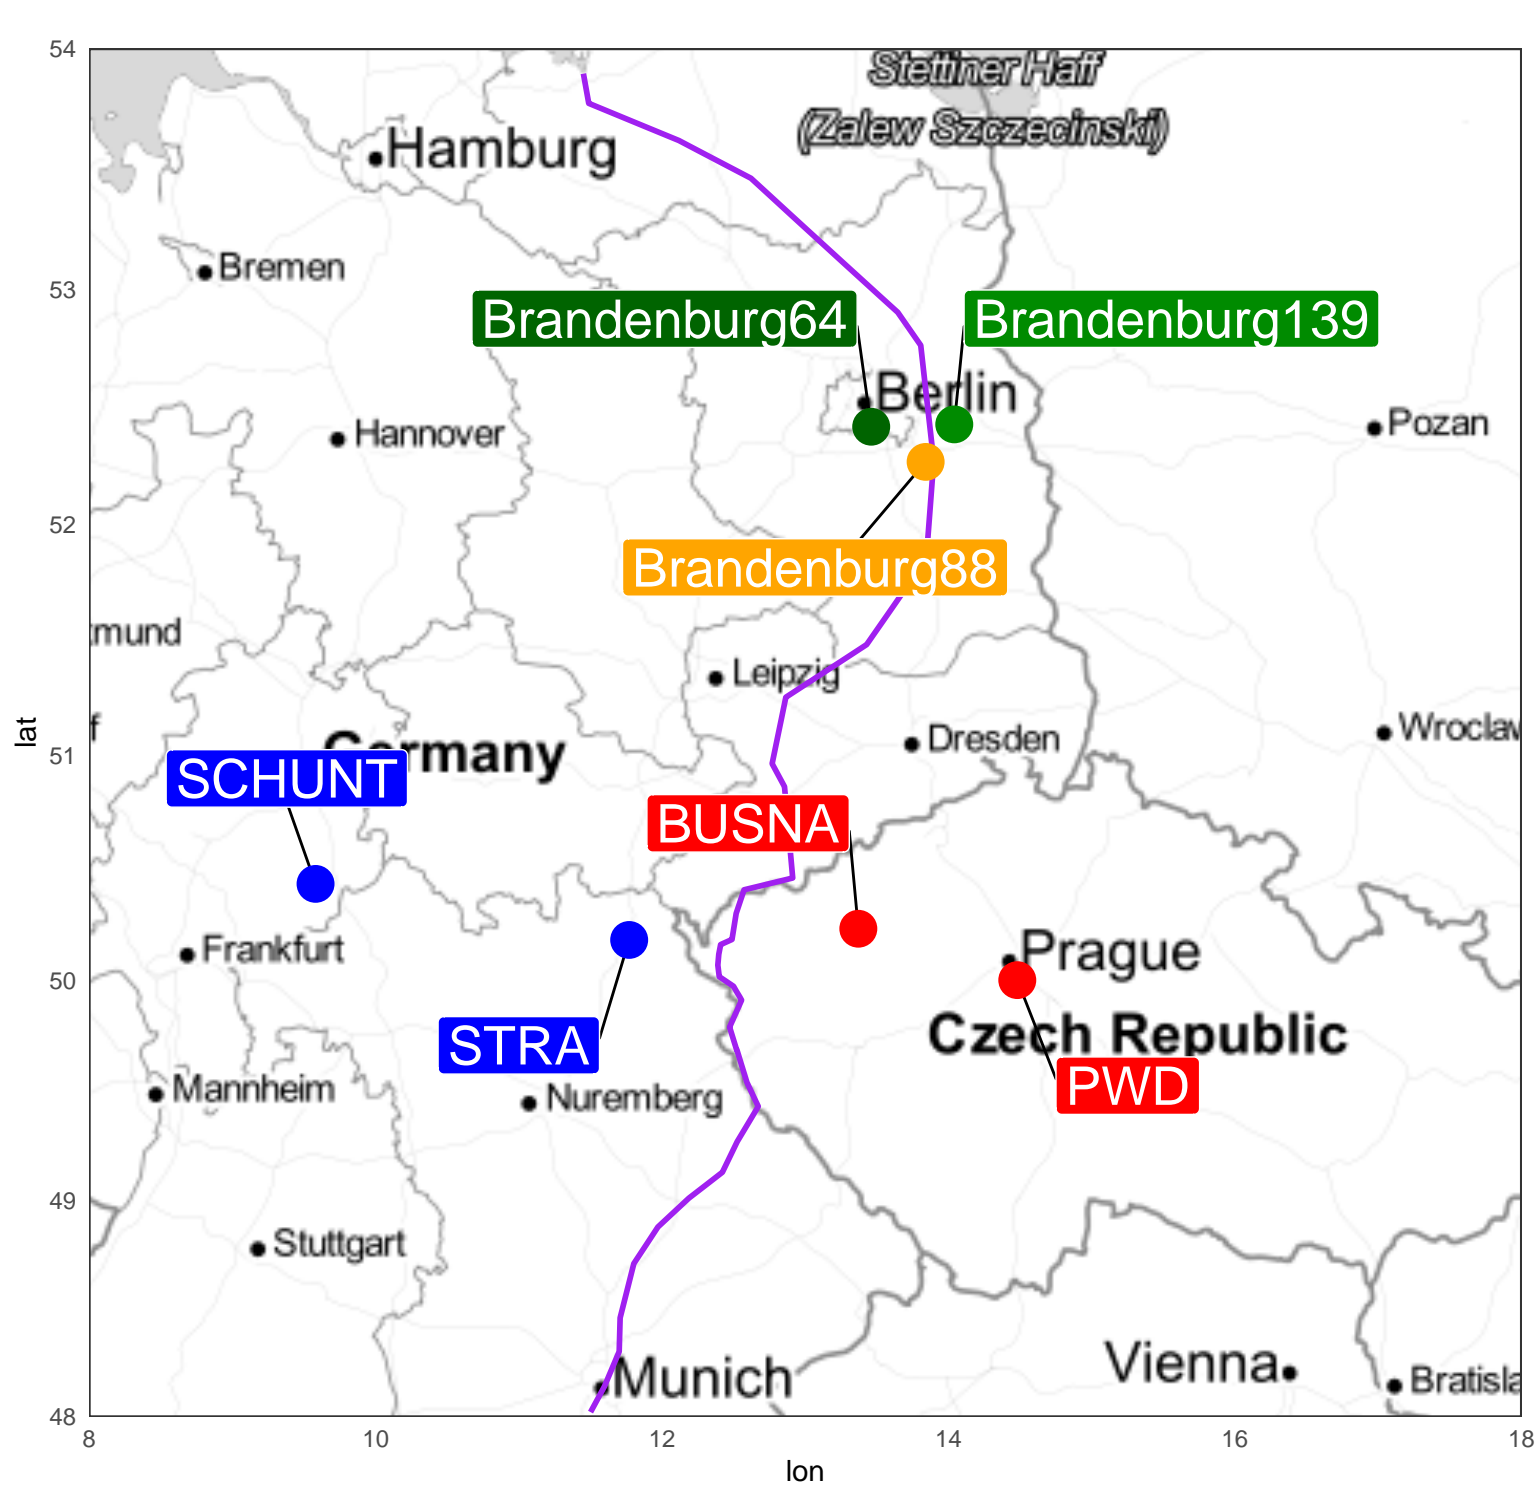 54
Stettiner Haff
(Zalew Szczecinski)
Hamburg
Bremen
53
Brandenburg64
Brandenburg139
Berlin
Pozan
Hannover
52
Brandenburg88
tmund
Leipzig
f
Wroclaw
Dresden
lat
51
Germany
SCHUNT
BUSNA
Frankfurt
Prague
50
Czech Republic
STRA
PWD
Mannheim
Nuremberg
49
Stuttgart
Vienna
Munich
Bratisla
48
8 10 12 14 16 18
lon